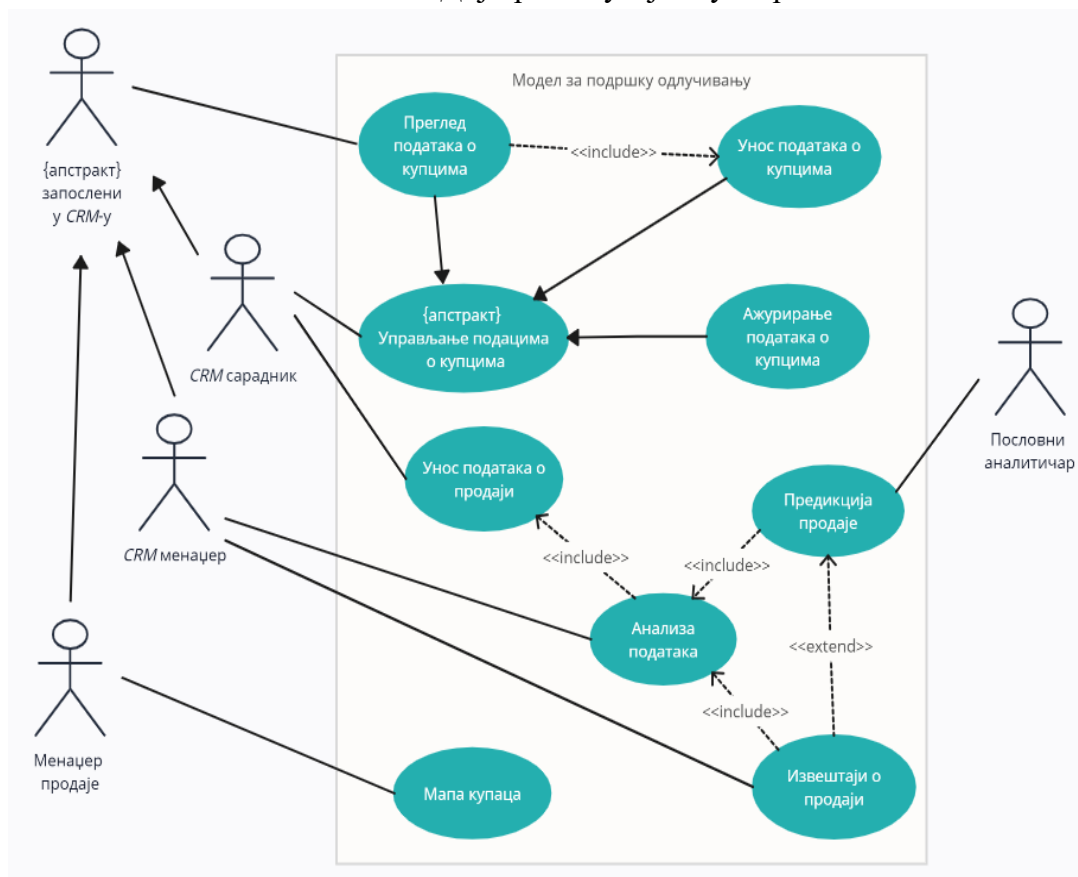 Модел за подршку одлучивању
Преглед
података о
купцима
<<include>>
Унос података о
купцима
{апстракт}
запослени
у CRM-у
{апстракт}
Управљање подацима
о купцима
Ажурирање
података о
купцима
CRM сарадник
Пословни
аналитичар
Унос података о
продаји
Предикција
продаје
CRM менаџер
<<include>>
<<include>>
Анализа
података
<<extend>>
<<include>>
Менаџер
продаје
Мапа купаца
Извештаји о
продаји